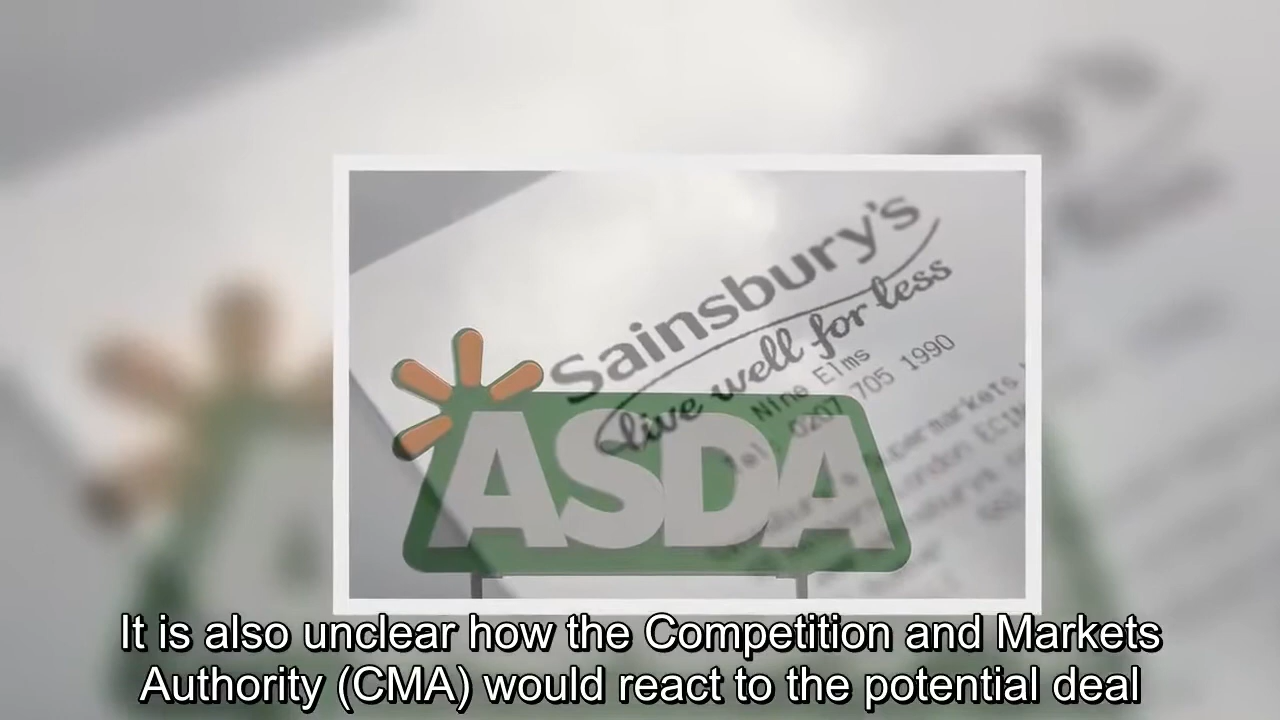 Sainsbury's
live well for less
Nine Elms
Tel: 0207 705 1990
ASDA
It is also unclear how the Competition and Markets
Authority (CMA) would react to the potential deal